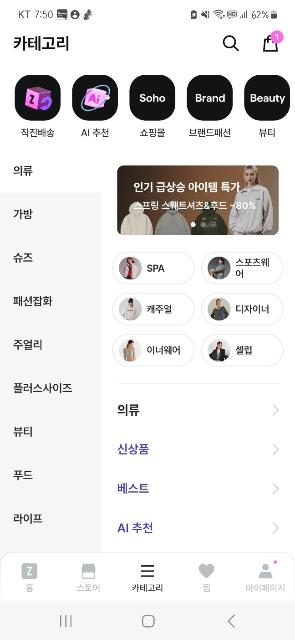 KT 7:50
62%
카테고리
1
Ai
Soho
Brand
Beauty
직진배송
AI 추천
쇼핑몰
브랜드패션
뷰티
의류
가방
슈즈
패션잡화
주얼리
플러스사이즈
뷰티
푸드
라이프
인기 급상승 아이템 특가
스프링 스웨트셔츠&후드 ~80%
SPA
스포츠웨
어
캐주얼
디자이너
이너웨어
셀럽
의류
신상품
베스트
AI 추천
Z
홈
스토어
카테고리
찜
마이페이지